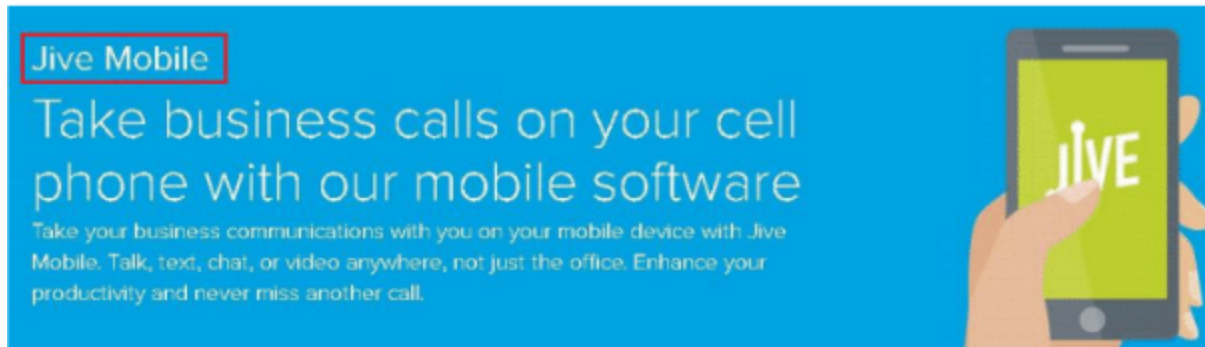 Jive Mobile
Take business calls on your cell
phone with our mobile software
Take your business communications with you on your mobile device with Jive
Mobile. Talk, text, chat, or video anywhere, not just the office. Enhance your
productivity and never miss another call.
JIVE